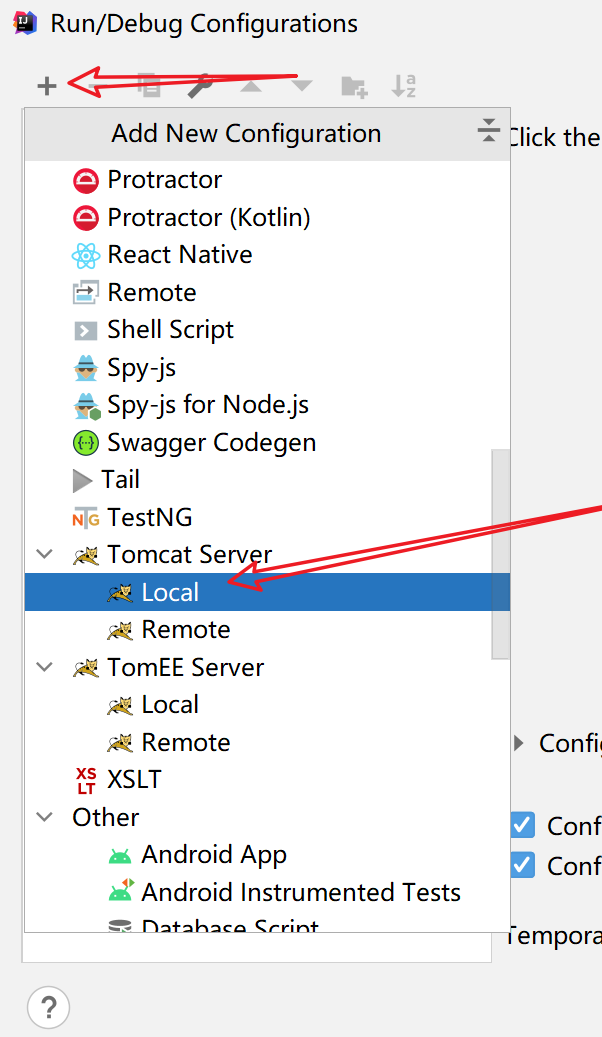 Run/Debug Configurations
Add New Configuration
Click the
Protractor
Protractor (Kotlin)
React Native
Remote
Shell Script
Spy-js
Spy-js for Node.js
Swagger Codegen
Tail
TestNG
Tomcat Server
Local
Remote
TomEE Server
Local
Remote
Config
XS
LT
XSLT
Other
Conf
Android App
Conf
Android Instrumented Tests
Database Script
Tempora
?